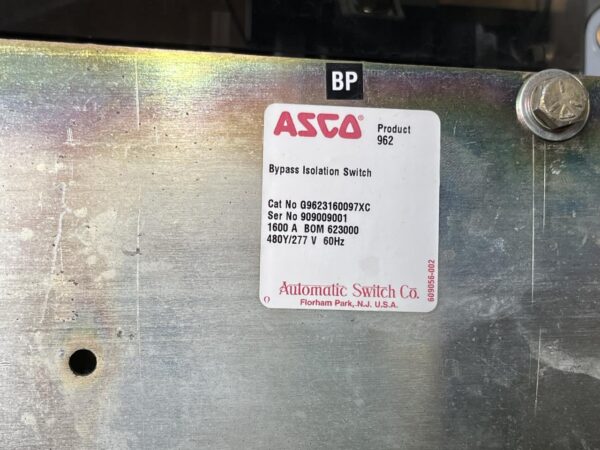 BP
ASCO® Product
962
Bypass Isolation Switch
Cat No G9623160097XC
Ser No 909009001
1600 A BOM 623000
480Y/277 V 60Hz
Automatic Switch Co.
Florham Park, N.J. U.S.A.
609056-002